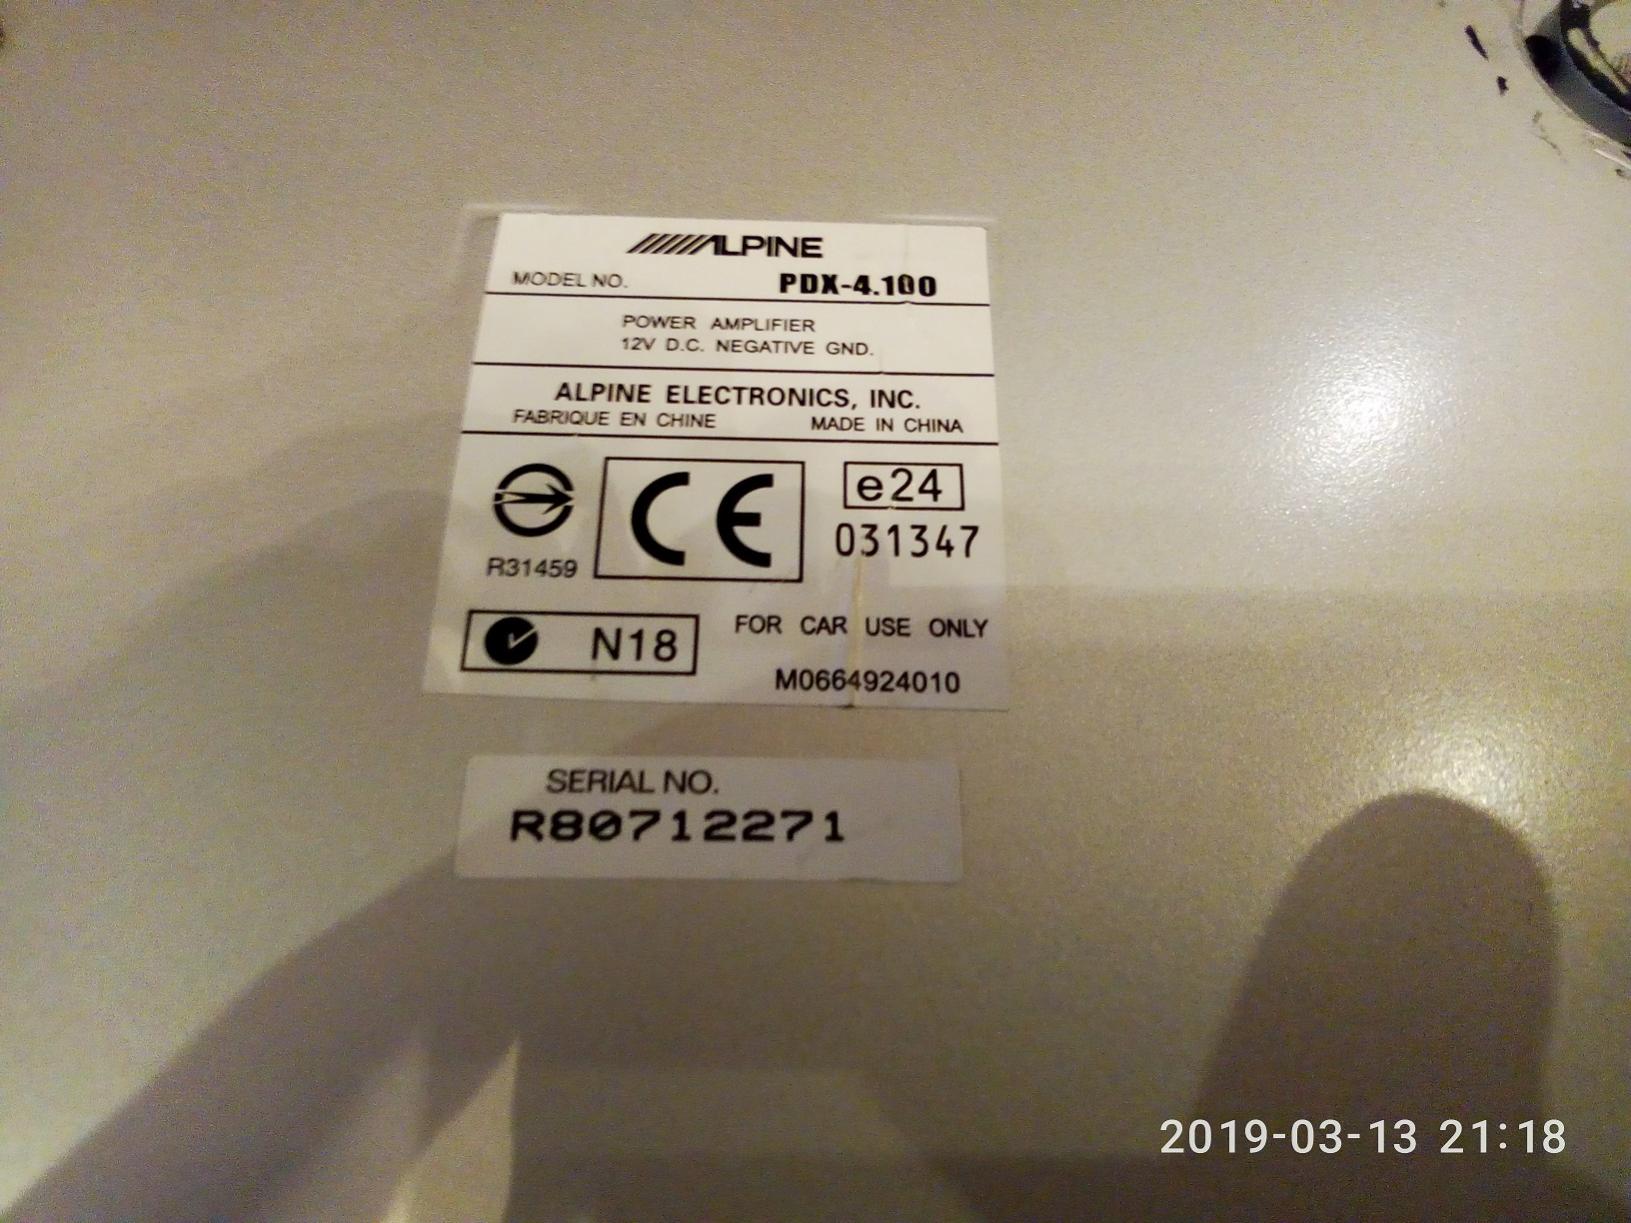 ALPINE
MODEL NO. PDX-4.100
POWER AMPLIFIER
12V D.C. NEGATIVE GND.
ALPINE ELECTRONICS, INC.
FABRIQUE EN CHINE MADE IN CHINA
CE e24
031347
R31459
N18 FOR CAR USE ONLY
M0664924010
SERIAL NO.
R80712271
2019-03-13 21:18